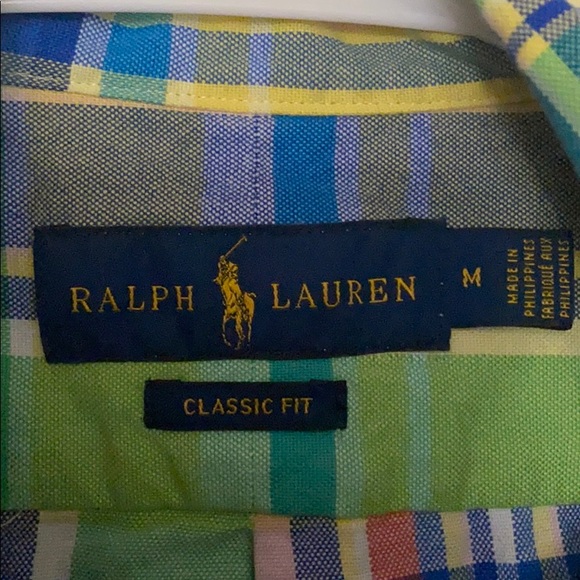 RALPH LAUREN
M
MADE IN
PHILIPPINES
FABRIQUÉ AUX
PHILIPPINES
CLASSIC FIT